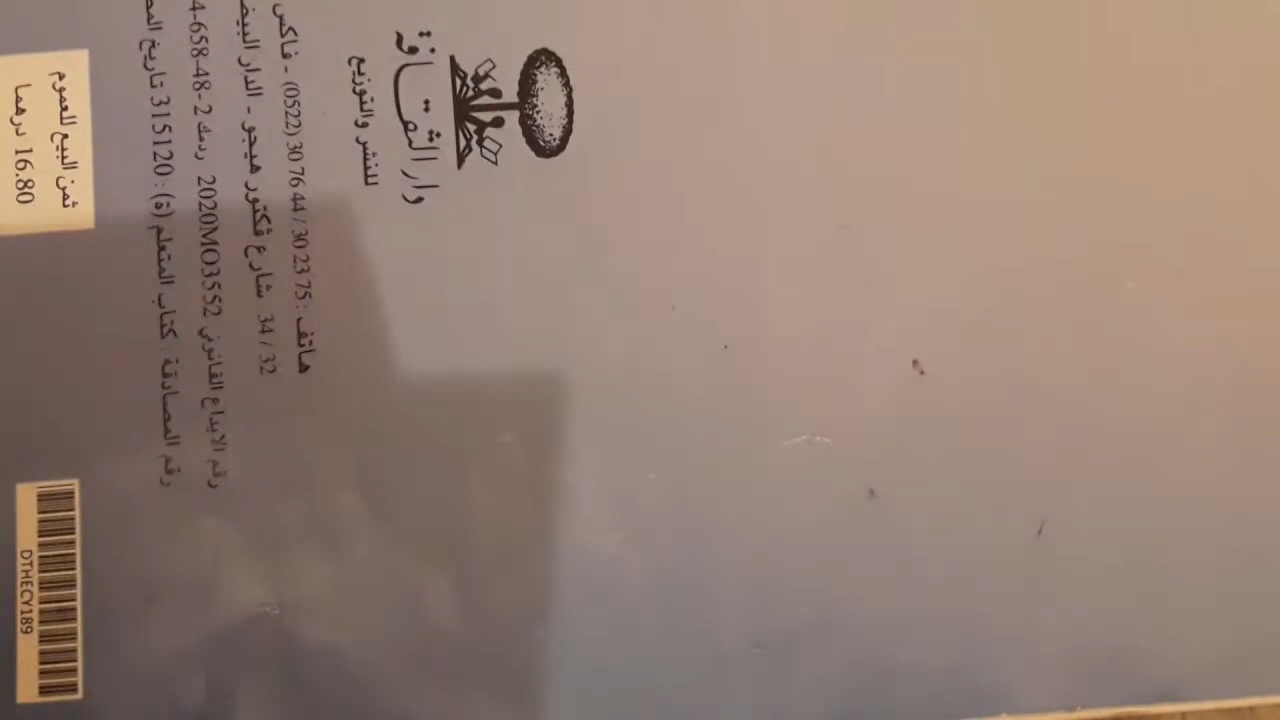 دار الثقافة
للنشر والتوزيع
هاتف : 75 23 30 / 44 76 30 (0522) - فاكس
32 / 34 شارع ڤكتور هيجو - الدار البيض
رقم الايداع القانوني 2020MO3552 ردمك 2-48-658-4
رقم المصادقة : كتاب المتعلم (ة) : 315120 تاريخ المص
ثمن البيع للعموم
16.80 درهما
DTHECY189